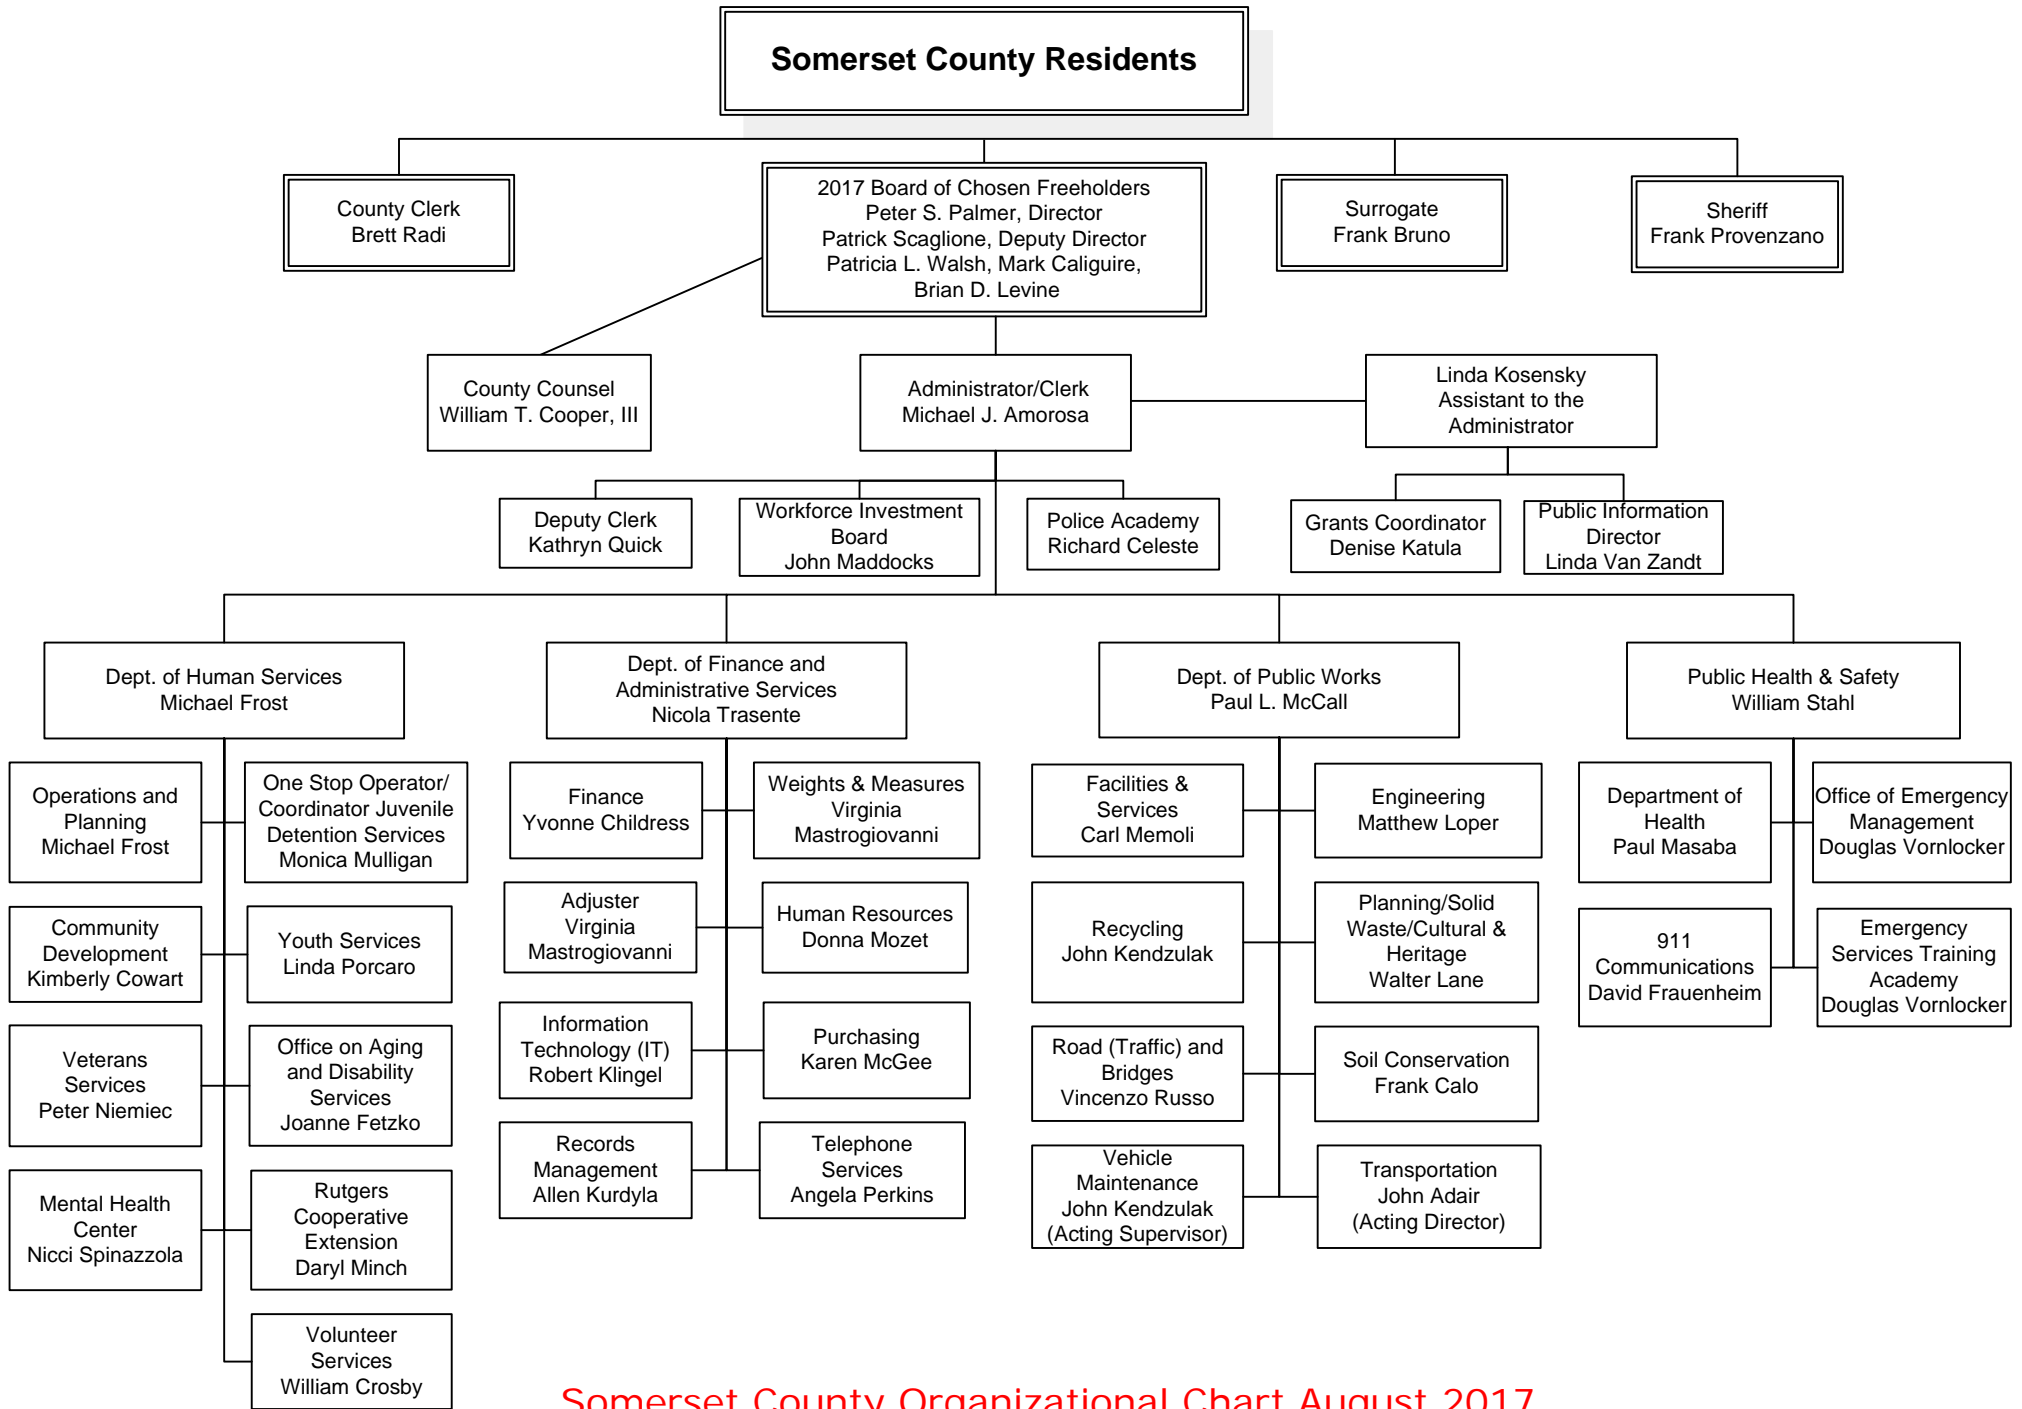 Somerset County Residents
County Clerk
Brett Radi
2017 Board of Chosen Freeholders
Peter S. Palmer, Director
Patrick Scaglione, Deputy Director
Patricia L. Walsh, Mark Caliguire,
Brian D. Levine
Surrogate
Frank Bruno
Sheriff
Frank Provenzano
County Counsel
William T. Cooper, III
Administrator/Clerk
Michael J. Amorosa
Linda Kosensky
Assistant to the
Administrator
Deputy Clerk
Kathryn Quick
Workforce Investment
Board
John Maddocks
Police Academy
Richard Celeste
Grants Coordinator
Denise Katula
Public Information
Director
Linda Van Zandt
Dept. of Human Services
Michael Frost
Dept. of Finance and
Administrative Services
Nicola Trasente
Dept. of Public Works
Paul L. McCall
Public Health & Safety
William Stahl
Operations and
Planning
Michael Frost
One Stop Operator/
Coordinator Juvenile
Detention Services
Monica Mulligan
Finance
Yvonne Childress
Weights & Measures
Virginia
Mastrogiovanni
Facilities &
Services
Carl Memoli
Engineering
Matthew Loper
Department of
Health
Paul Masaba
Office of Emergency
Management
Douglas Vornlocker
Community
Development
Kimberly Cowart
Youth Services
Linda Porcaro
Adjuster
Virginia
Mastrogiovanni
Human Resources
Donna Mozet
Recycling
John Kendzulak
Planning/Solid
Waste/Cultural &
Heritage
Walter Lane
911
Communications
David Frauenheim
Emergency
Services Training
Academy
Douglas Vornlocker
Veterans
Services
Peter Niemiec
Office on Aging
and Disability
Services
Joanne Fetzko
Information
Technology (IT)
Robert Klingel
Purchasing
Karen McGee
Road (Traffic) and
Bridges
Vincenzo Russo
Soil Conservation
Frank Calo
Mental Health
Center
Nicci Spinazzola
Rutgers
Cooperative
Extension
Daryl Minch
Records
Management
Allen Kurdyla
Telephone
Services
Angela Perkins
Vehicle
Maintenance
John Kendzulak
(Acting Supervisor)
Transportation
John Adair
(Acting Director)
Volunteer
Services
William Crosby
Somerset County Organizational Chart August 2017